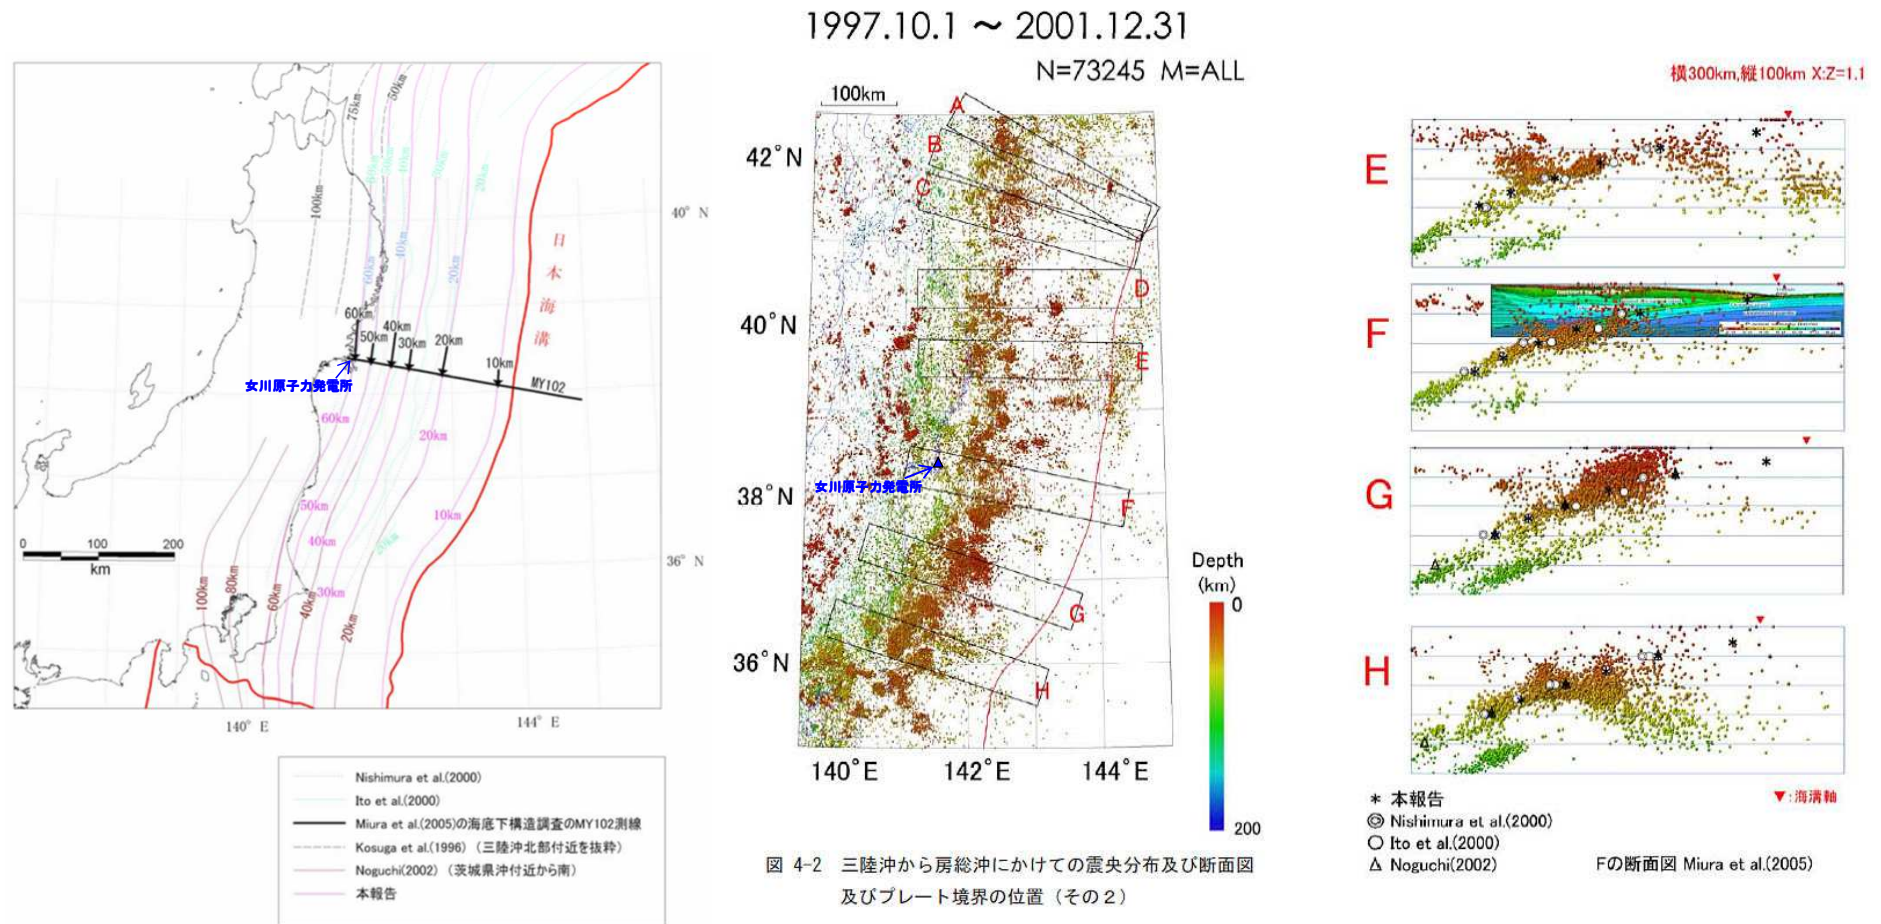 75km
50km
100km
60km
50km
40km
30km
20km
40° N
日本海溝
40km
60km
20km
60km
50km
40km
30km
20km
10km
MY102
女川原子力発電所
60km
20km
50km
10km
40km
20km
0 100 200
km
36° N
100km
80km
60km
40km
30km
20km
140° E
144° E
Nishimura et al.(2000)
Ito et al.(2000)
Miura et al.(2005)の海底下構造調査のMY102測線
Kosuga et al.(1996)（三陸沖北部付近を抜粋）
Noguchi(2002)（茨城県沖付近から南）
本報告
1997.10.1 ～ 2001.12.31
N=73245 M=ALL
100km
A
B
C
D
E
F
G
H
42°N
40°N
38°N
36°N
女川原子力発電所
140°E
142°E
144°E
Depth
(km)
0
200
図 4-2 三陸沖から房総沖にかけての震央分布及び断面図
及びプレート境界の位置（その２）
横300km,縦100km X:Z=1.1
E
F
G
H
* 本報告
◎ Nishimura et al.(2000)
○ Ito et al.(2000)
△ Noguchi(2002)
▼:海溝軸
Fの断面図 Miura et al.(2005)